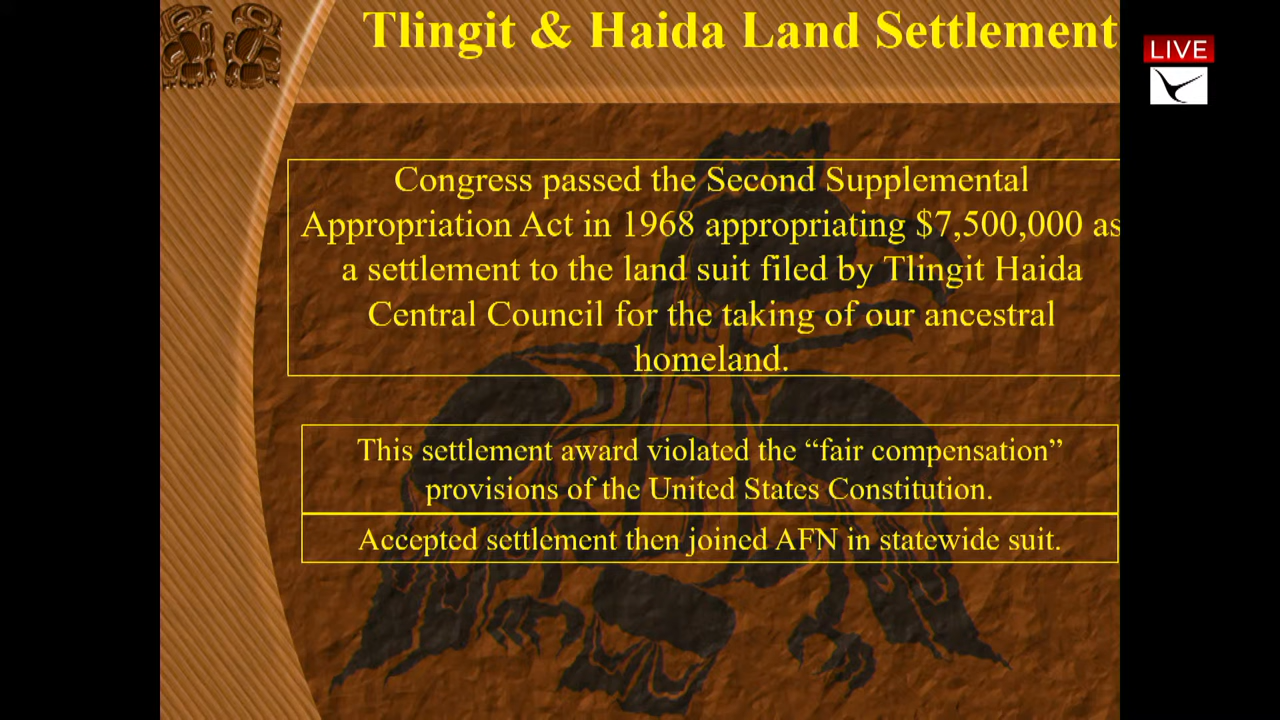 Tlingit & Haida Land Settlement
LIVE
Congress passed the Second Supplemental
Appropriation Act in 1968 appropriating $7,500,000 as
a settlement to the land suit filed by Tlingit Haida
Central Council for the taking of our ancestral
homeland.
This settlement award violated the “fair compensation”
provisions of the United States Constitution.
Accepted settlement then joined AFN in statewide suit.